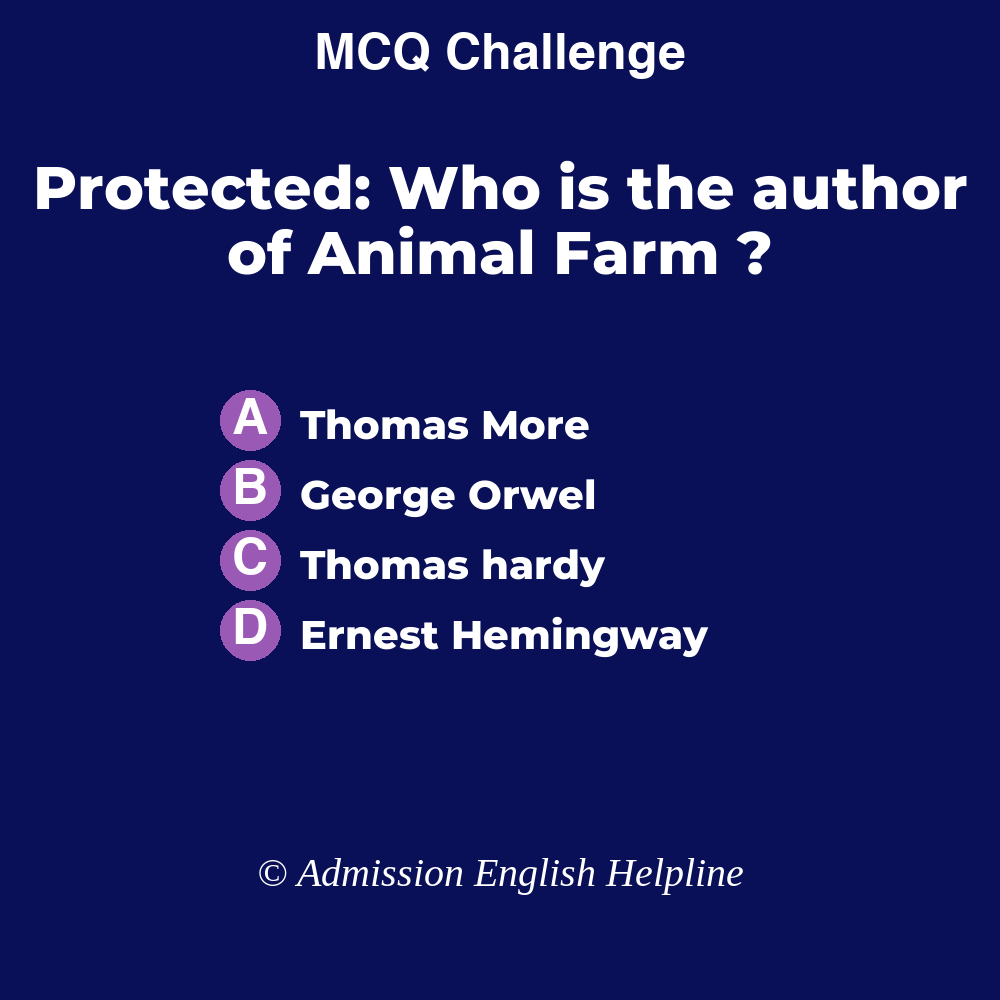 MCQ Challenge
Protected: Who is the author
of Animal Farm ?
A Thomas More
B George Orwel
C Thomas hardy
D Ernest Hemingway
© Admission English Helpline